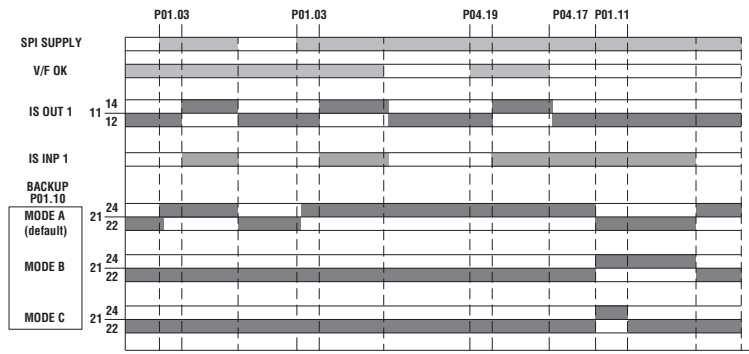 P01.03 P01.03 P04.19 P04.17 P01.11
SPI SUPPLY
V/F OK
IS OUT 1 11 14
12
IS INP 1
BACKUP
P01.10
MODE A 21 24
(default) 22
MODE B 21 24
22
MODE C 21 24
22